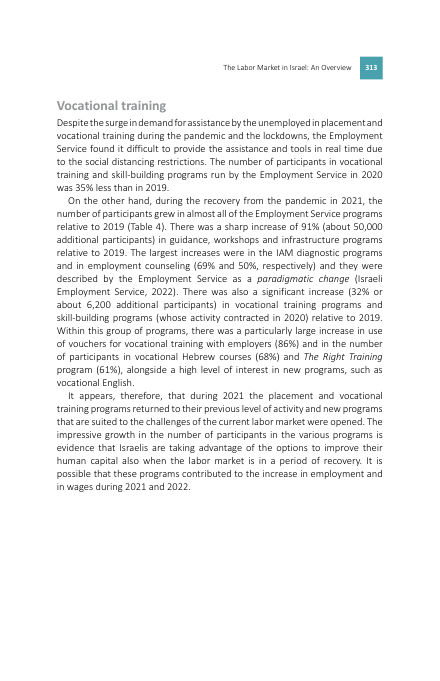 The Labor Market in Israel: An Overview 313
Vocational training
Despite the surge in demand for assistance by the unemployed in placement and
vocational training during the pandemic and the lockdowns, the Employment
Service found it difficult to provide the assistance and tools in real time due
to the social distancing restrictions. The number of participants in vocational
training and skill-building programs run by the Employment Service in 2020
was 35% less than in 2019.
On the other hand, during the recovery from the pandemic in 2021, the
number of participants grew in almost all of the Employment Service programs
relative to 2019 (Table 4). There was a sharp increase of 91% (about 50,000
additional participants) in guidance, workshops and infrastructure programs
relative to 2019. The largest increases were in the IAM diagnostic programs
and in employment counseling (69% and 50%, respectively) and they were
described by the Employment Service as a paradigmatic change (Israeli
Employment Service, 2022). There was also a significant increase (32% or
about 6,200 additional participants) in vocational training programs and
skill-building programs (whose activity contracted in 2020) relative to 2019.
Within this group of programs, there was a particularly large increase in use
of vouchers for vocational training with employers (86%) and in the number
of participants in vocational Hebrew courses (68%) and The Right Training
program (61%), alongside a high level of interest in new programs, such as
vocational English.
It appears, therefore, that during 2021 the placement and vocational
training programs returned to their previous level of activity and new programs
that are suited to the challenges of the current labor market were opened. The
impressive growth in the number of participants in the various programs is
evidence that Israelis are taking advantage of the options to improve their
human capital also when the labor market is in a period of recovery. It is
possible that these programs contributed to the increase in employment and
in wages during 2021 and 2022.